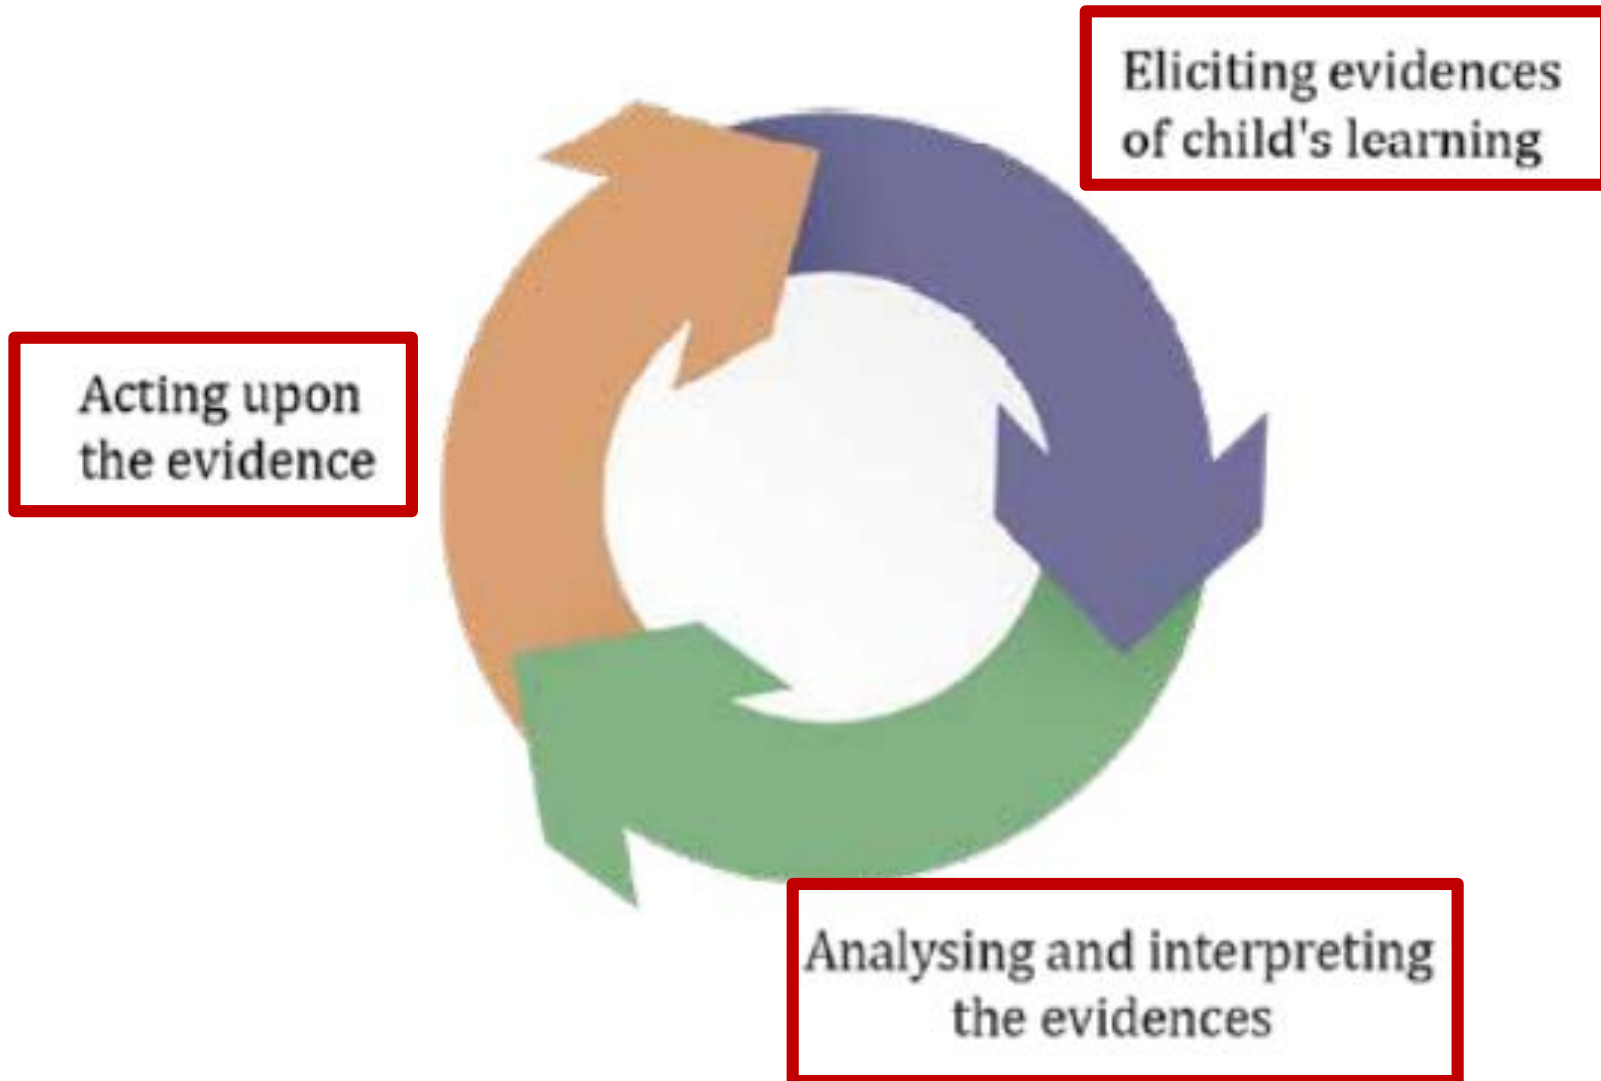 Eliciting evidences
of child's learning
Acting upon
the evidence
Analysing and interpreting
the evidences